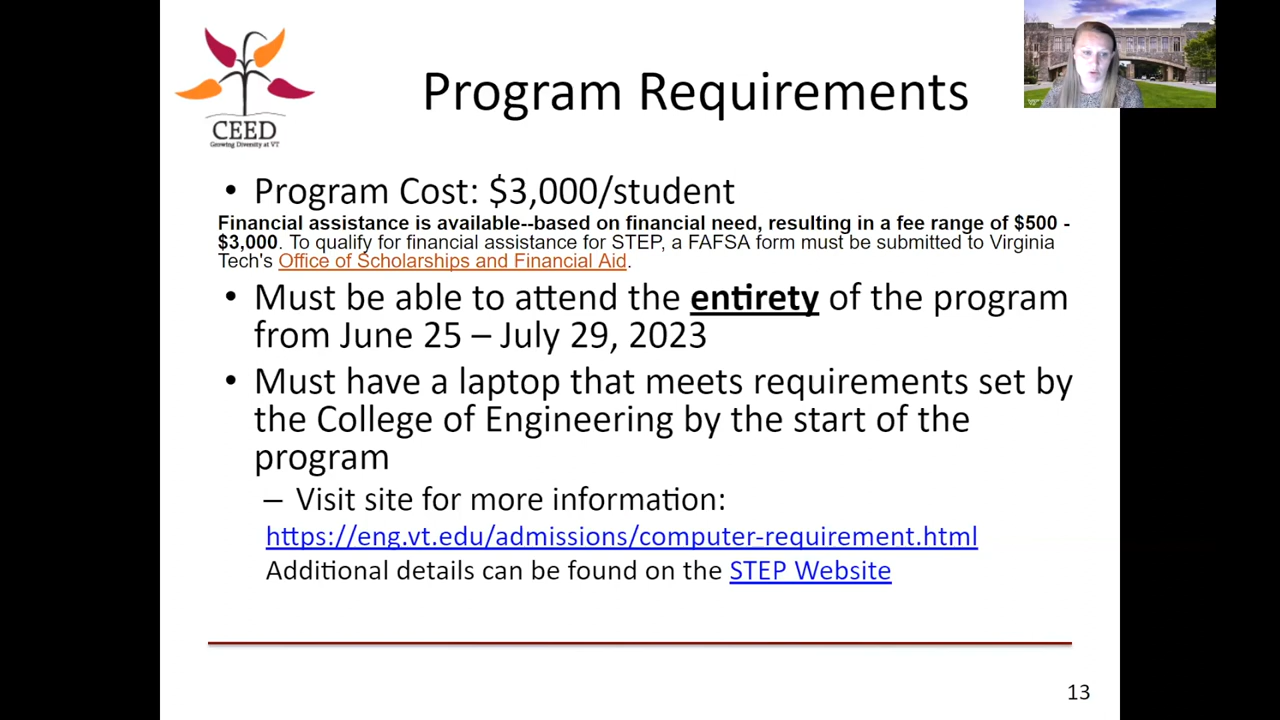 CEED
Growing Diversity at VT
Program Requirements
• Program Cost: $3,000/student
Financial assistance is available--based on financial need, resulting in a fee range of $500 -
$3,000. To qualify for financial assistance for STEP, a FAFSA form must be submitted to Virginia
Tech's Office of Scholarships and Financial Aid.
• Must be able to attend the entirety of the program
from June 25 – July 29, 2023
• Must have a laptop that meets requirements set by
the College of Engineering by the start of the
program
– Visit site for more information:
https://eng.vt.edu/admissions/computer-requirement.html
Additional details can be found on the STEP Website
13